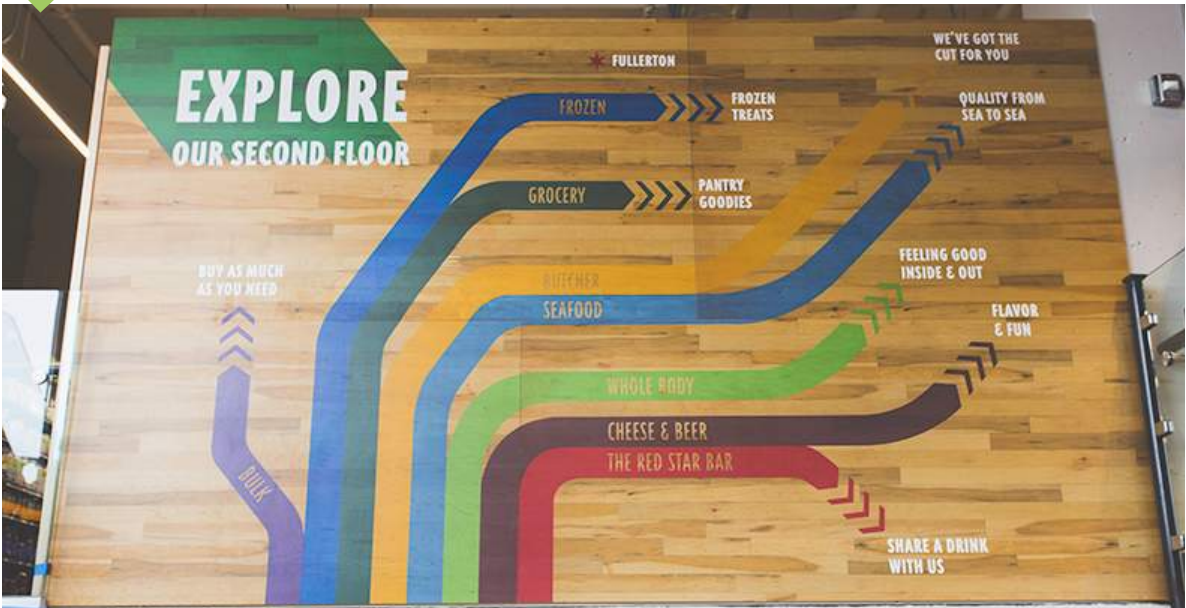 EXPLORE
OUR SECOND FLOOR
FULLERTON
WE'VE GOT THE
CUT FOR YOU
FROZEN
FROZEN
TREATS
QUALITY FROM
SEA TO SEA
GROCERY
PANTRY
GOODIES
BUY AS MUCH
AS YOU NEED
BUTCHER
SEAFOOD
FEELING GOOD
INSIDE & OUT
FLAVOR
& FUN
WHOLE BODY
CHEESE & BEER
THE RED STAR BAR
BULK
SHARE A DRINK
WITH US